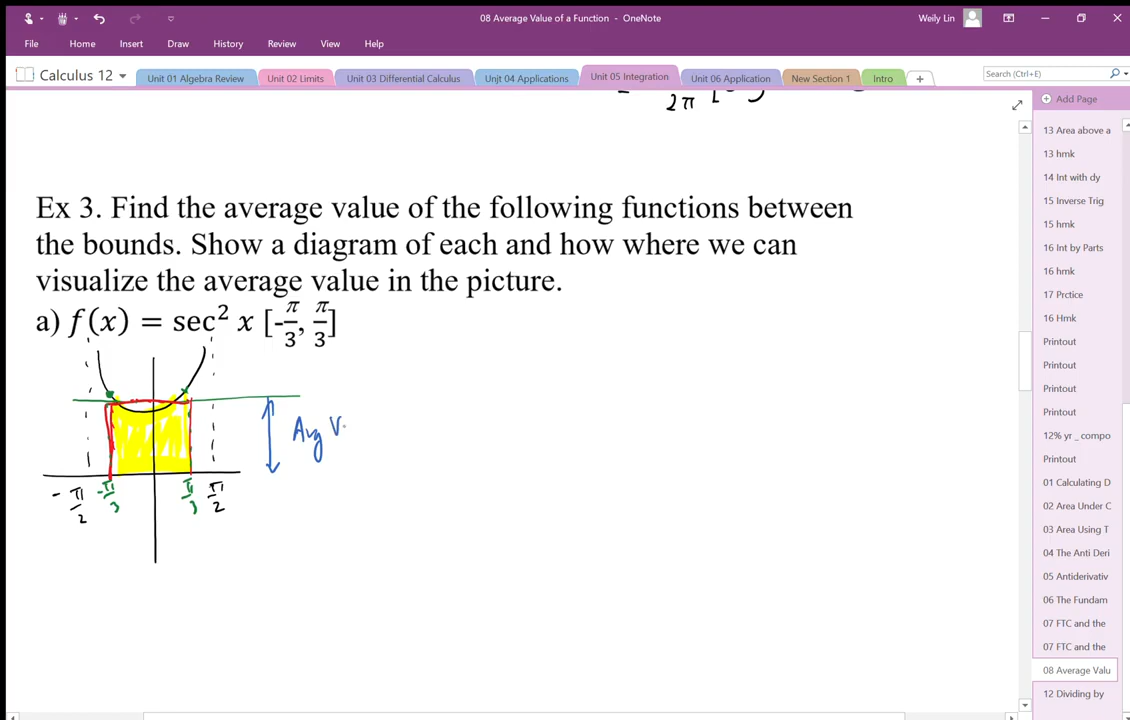 08 Average Value of a Function - OneNote
Weily Lin
File Home Insert Draw History Review View Help
Calculus 12
Unit 01 Algebra Review
Unit 02 Limits
Unit 03 Differential Calculus
Unjt 04 Applications
Unit 05 Integration
Unit 06 Application
New Section 1
Intro
Search (Ctrl+E)
Add Page
13 Area above a
13 hmk
14 Int with dy
15 Inverse Trig
15 hmk
16 Int by Parts
16 hmk
17 Prctice
16 Hmk
Printout
Printout
Printout
Printout
12% yr _ compo
Printout
01 Calculating D
02 Area Under C
03 Area Using T
04 The Anti Deri
05 Antiderivativ
06 The Fundam
07 FTC and the
07 FTC and the
08 Average Valu
12 Dividing by
2π
Ex 3. Find the average value of the following functions between
the bounds. Show a diagram of each and how where we can
visualize the average value in the picture.
a) f(x) = sec² x [-π/3, π/3]
Avg V
-π/2 -π/3 π/3 π/2